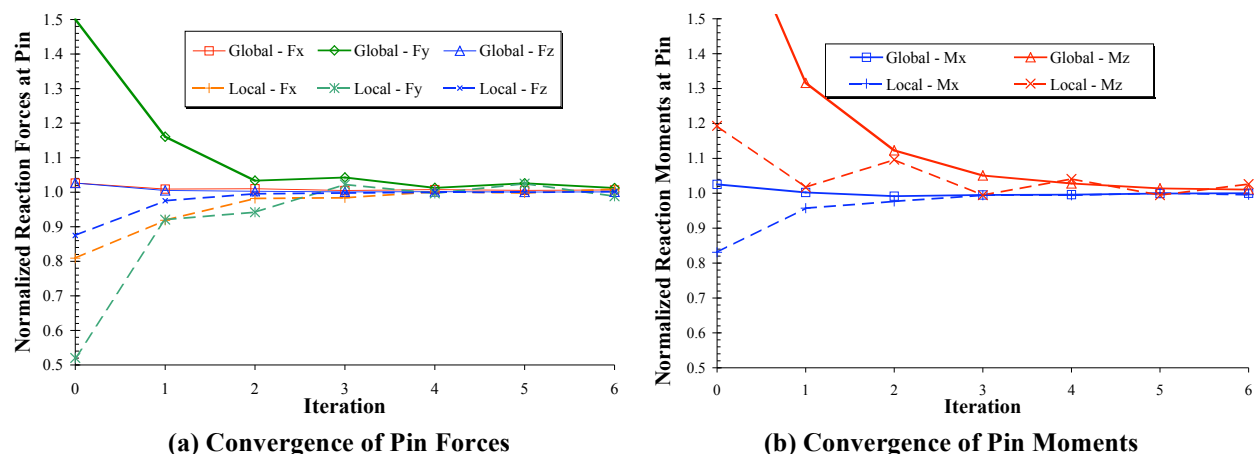 Normalized Reaction Forces at Pin
1.5
1.4
1.3
1.2
1.1
1.0
0.9
0.8
0.7
0.6
0.5
Global - Fx Global - Fy Global - Fz
Local - Fx Local - Fy Local - Fz
0 1 2 3 4 5 6
Iteration
(a) Convergence of Pin Forces
Normalized Reaction Moments at Pin
1.5
1.4
1.3
1.2
1.1
1.0
0.9
0.8
0.7
0.6
0.5
Global - Mx Global - Mz
Local - Mx Local - Mz
0 1 2 3 4 5 6
Iteration
(b) Convergence of Pin Moments